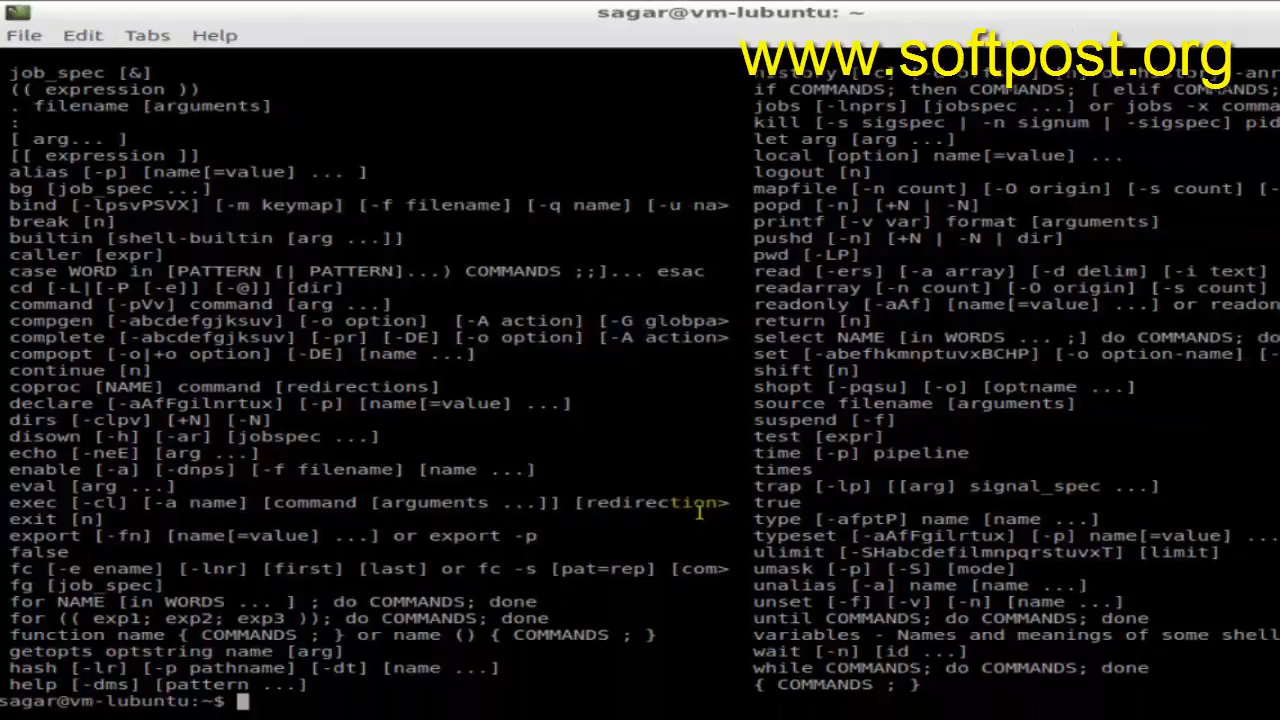 sagar@vm-lubuntu: ~
File Edit Tabs Help
www.softpost.org
job_spec [&]
(( expression ))
. filename [arguments]
:
[ arg... ]
[[ expression ]]
alias [-p] [name[=value] ... ]
bg [job_spec ...]
bind [-lpsvPSVX] [-m keymap] [-f filename] [-q name] [-u na>
break [n]
builtin [shell-builtin [arg ...]]
caller [expr]
case WORD in [PATTERN [| PATTERN]...) COMMANDS ;;]... esac
cd [-L|[-P [-e]] [-@]] [dir]
command [-pVv] command [arg ...]
compgen [-abcdefgjksuv] [-o option] [-A action] [-G globpa>
complete [-abcdefgjksuv] [-pr] [-DE] [-o option] [-A action>
compopt [-o|+o option] [-DE] [name ...]
continue [n]
coproc [NAME] command [redirections]
declare [-aAfFgilnrtux] [-p] [name[=value] ...]
dirs [-clpv] [+N] [-N]
disown [-h] [-ar] [jobspec ...]
echo [-neE] [arg ...]
enable [-a] [-dnps] [-f filename] [name ...]
eval [arg ...]
exec [-cl] [-a name] [command [arguments ...]] [redirection>
exit [n]
export [-fn] [name[=value] ...] or export -p
false
fc [-e ename] [-lnr] [first] [last] or fc -s [pat=rep] [com>
fg [job_spec]
for NAME [in WORDS ... ] ; do COMMANDS; done
for (( exp1; exp2; exp3 )); do COMMANDS; done
function name { COMMANDS ; } or name () { COMMANDS ; }
getopts optstring name [arg]
hash [-lr] [-p pathname] [-dt] [name ...]
help [-dms] [pattern ...]
history
if COMMANDS; then COMMANDS; [ elif COMMANDS;
jobs [-lnprs] [jobspec ...] or jobs -x comma
kill [-s sigspec | -n signum | -sigspec] pid
let arg [arg ...]
local [option] name[=value] ...
logout [n]
mapfile [-n count] [-O origin] [-s count] [-
popd [-n] [+N | -N]
printf [-v var] format [arguments]
pushd [-n] [+N | -N | dir]
pwd [-LP]
read [-ers] [-a array] [-d delim] [-i text]
readarray [-n count] [-O origin] [-s count]
readonly [-aAf] [name[=value] ...] or readon
return [n]
select NAME [in WORDS ... ;] do COMMANDS; do
set [-abefhkmnptuvxBCHP] [-o option-name] [-
shift [n]
shopt [-pqsu] [-o] [optname ...]
source filename [arguments]
suspend [-f]
test [expr]
time [-p] pipeline
times
trap [-lp] [[arg] signal_spec ...]
true
type [-afptP] name [name ...]
typeset [-aAfFgilrtux] [-p] name[=value] ...
ulimit [-SHabcdefilmnpqrstuvxT] [limit]
umask [-p] [-S] [mode]
unalias [-a] name [name ...]
unset [-f] [-v] [-n] [name ...]
until COMMANDS; do COMMANDS; done
variables - Names and meanings of some shell
wait [-n] [id ...]
while COMMANDS; do COMMANDS; done
{ COMMANDS ; }
sagar@vm-lubuntu:~$